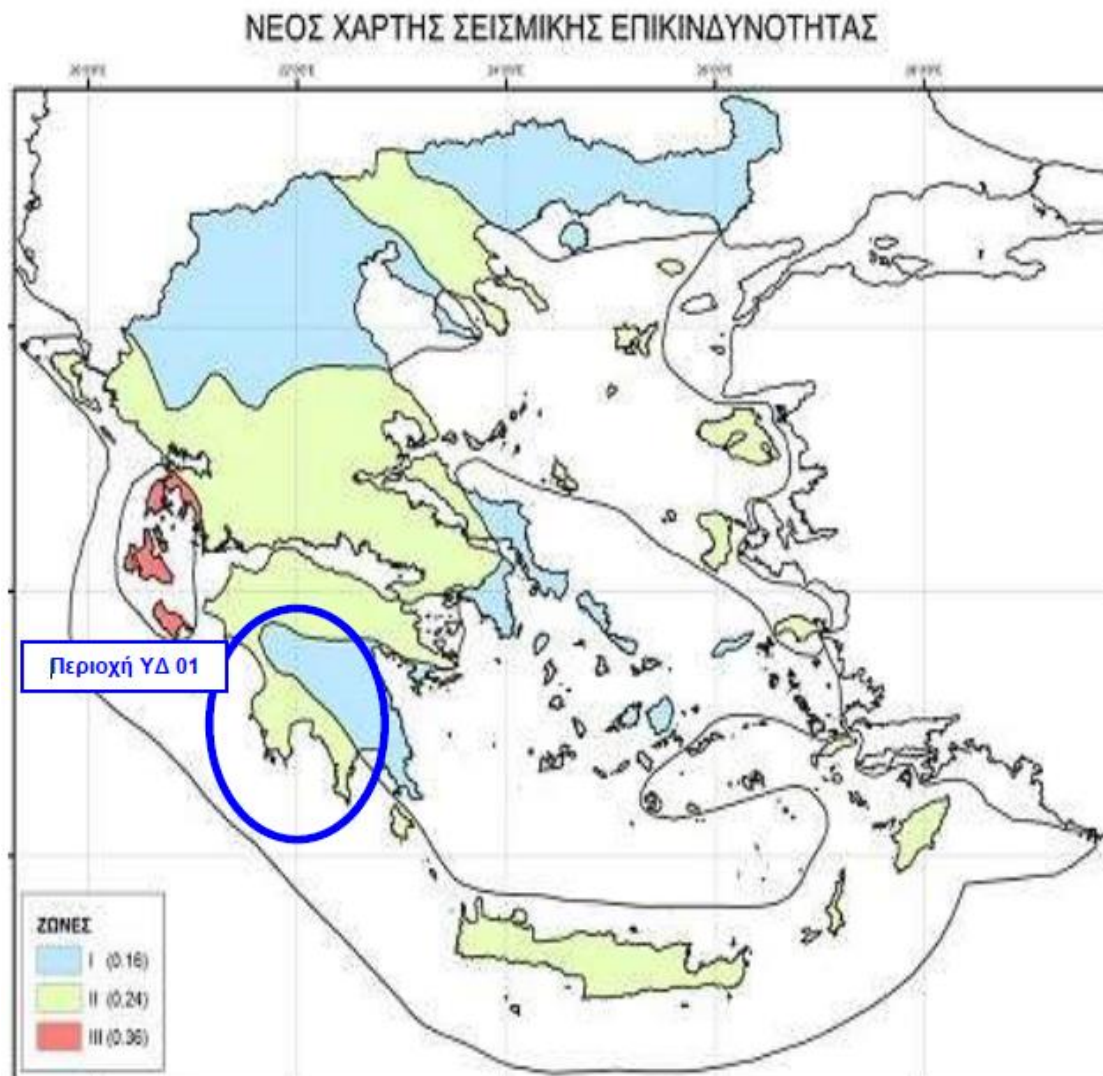 ΝΕΟΣ ΧΑΡΤΗΣ ΣΕΙΣΜΙΚΗΣ ΕΠΙΚΙΝΔΥΝΟΤΗΤΑΣ
Περιοχή ΥΔ 01
ΖΩΝΕΣ
I (0.16)
II (0.24)
III (0.36)